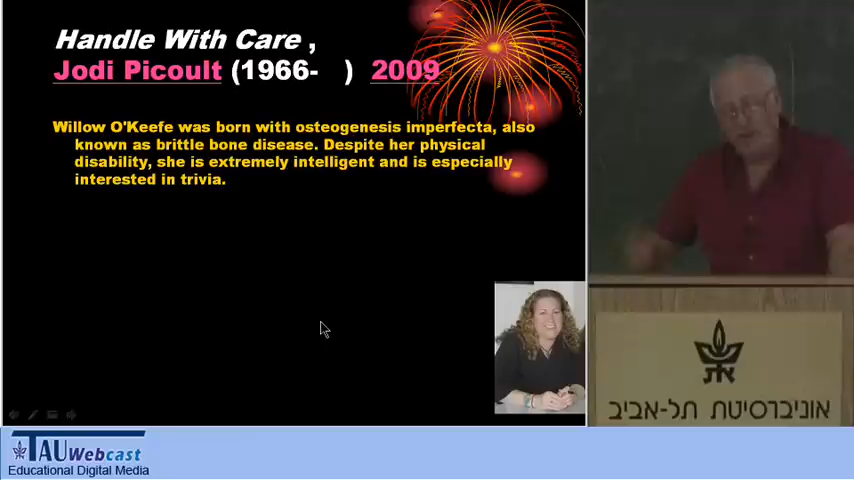 Handle With Care ,
Jodi Picoult (1966-   )  2009
Willow O'Keefe was born with osteogenesis imperfecta, also
known as brittle bone disease. Despite her physical
disability, she is extremely intelligent and is especially
interested in trivia.
אוניברסיטת תל-אביב
TAU Webcast
Educational Digital Media